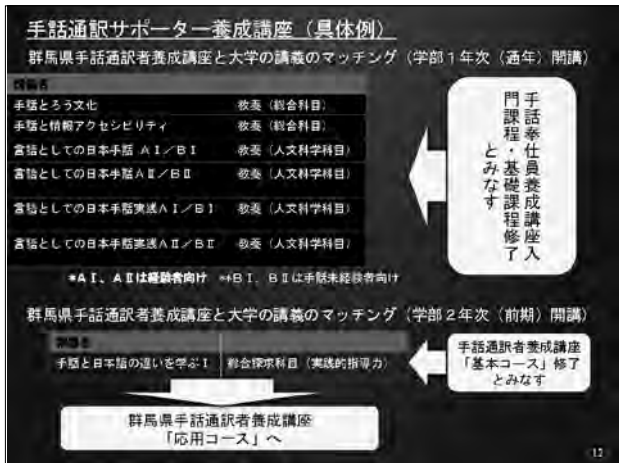 手話通訳サポーター養成講座（具体例）
群馬県手話通訳者養成講座と大学の講義のマッチング（学部１年次（通年）開講）
手話とろう文化 教養（総合科目）
手話と情報アクセシビリティ 教養（総合科目）
言語としての日本手話 ＡⅠ／ＢⅠ 教養（人文科学科目）
言語としての日本手話ＡⅡ／ＢⅡ 教養（人文科学科目）
言語としての日本手話実践ＡⅠ／ＢⅠ 教養（人文科学科目）
言語としての日本手話実践ＡⅡ／ＢⅡ 教養（人文科学科目）
手話奉仕員養成講座入
門課程・基礎課程修了
とみなす
*ＡⅠ、ＡⅡは経験者向け **ＢⅠ、ＢⅡは手話未経験者向け
群馬県手話通訳者養成講座と大学の講義のマッチング（学部２年次（前期）開講）
手話と日本語の違いを学ぶⅠ 総合探求科目（実践的指導力）
手話通訳者養成講座
「基本コース」修了
とみなす
群馬県手話通訳者養成講座
「応用コース」へ
12